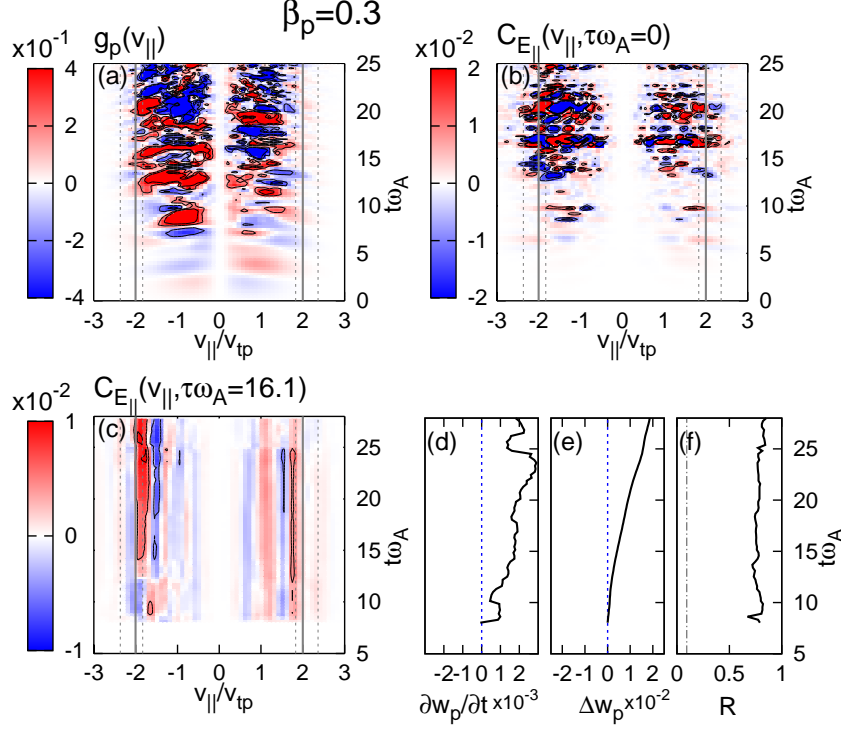 β_p=0.3
g_p(v_||)
C_{E_||}(v_||,τω_A=0)
x10^-1
4
2
0
-2
-4
(a)
25
20
15
10
5
0
tω_A
-3 -2 -1 0 1 2 3
v_||/v_tp
x10^-2
2
1
0
-1
-2
(b)
25
20
15
10
5
0
tω_A
-3 -2 -1 0 1 2 3
v_||/v_tp
C_{E_||}(v_||,τω_A=16.1)
x10^-2
1
0
-1
(c)
25
20
15
10
5
tω_A
-3 -2 -1 0 1 2 3
v_||/v_tp
(d) (e) (f)
25
20
15
10
5
tω_A
-2 -1 0 1 2
∂w_p/∂t x10^-3
-2 -1 0 1 2
Δw_p x10^-2
0 0.5 1
R